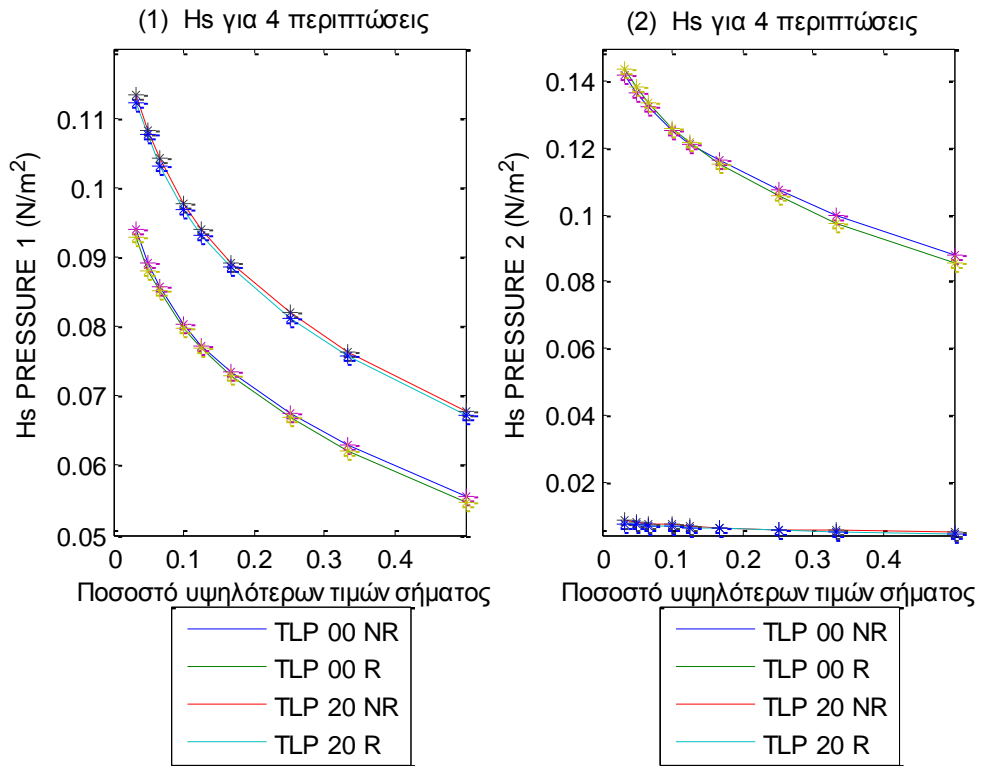 (1) Hs για 4 περιπτώσεις
Hs PRESSURE 1 (N/m²)
0.11
0.1
0.09
0.08
0.07
0.06
0.05
0 0.1 0.2 0.3 0.4
Ποσοστό υψηλότερων τιμών σήματος
TLP 00 NR
TLP 00 R
TLP 20 NR
TLP 20 R
(2) Hs για 4 περιπτώσεις
Hs PRESSURE 2 (N/m²)
0.14
0.12
0.1
0.08
0.06
0.04
0.02
0 0.1 0.2 0.3 0.4
Ποσοστό υψηλότερων τιμών σήματος
TLP 00 NR
TLP 00 R
TLP 20 NR
TLP 20 R